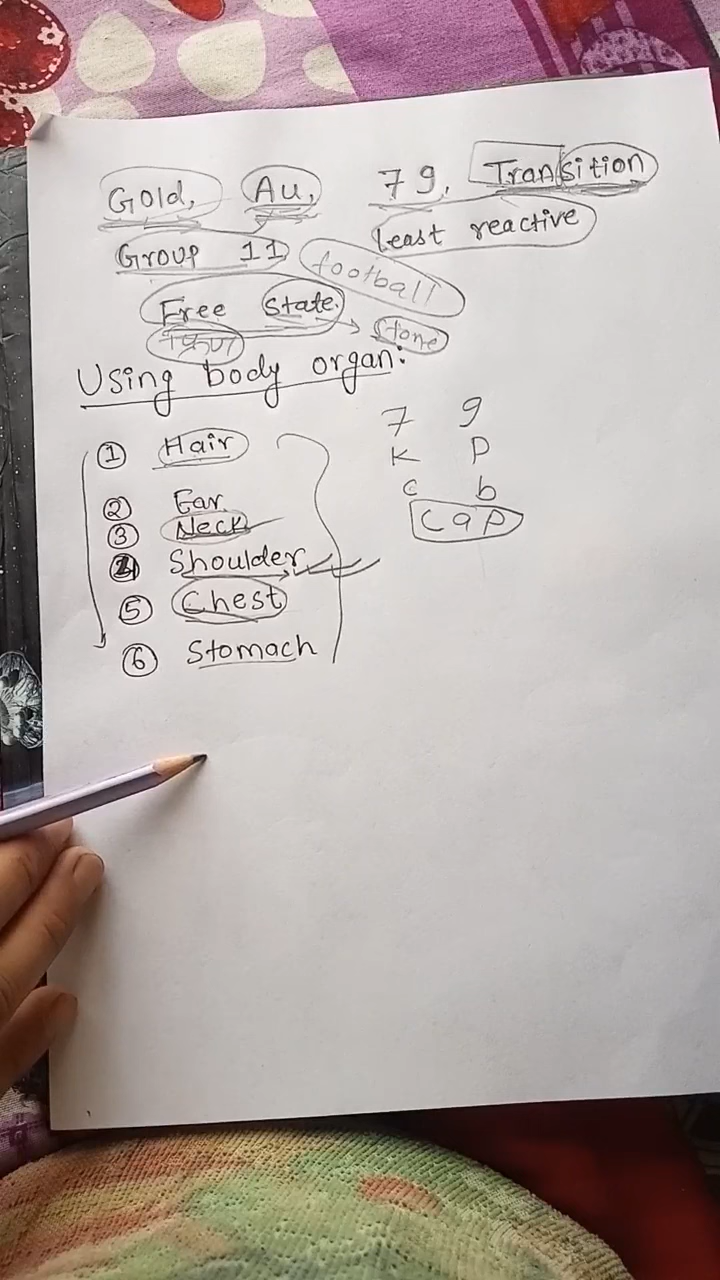 Gold, Au, 79, Transition
Group 11 least reactive
football
Free State. → Stone
Using body organ:
① Hair
② Ear
③ Neck
④ Shoulder
⑤ Chest
⑥ Stomach
7 9
K P
c b
Cap